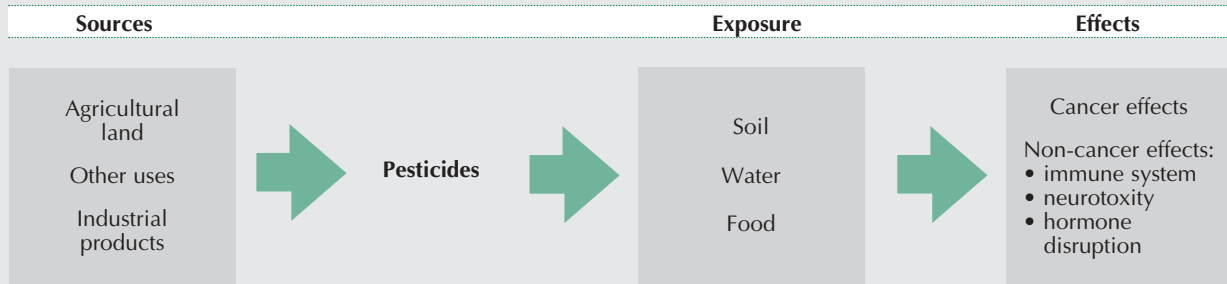 Sources
Exposure
Effects
Agricultural
land
Other uses
Industrial
products
Pesticides
Soil
Water
Food
Cancer effects
Non-cancer effects:
• immune system
• neurotoxity
• hormone
disruption